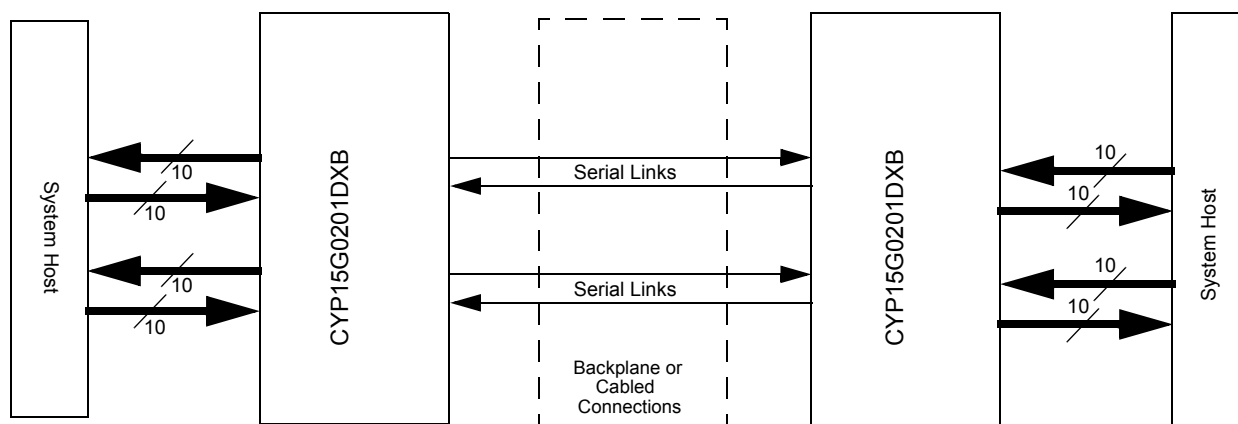 System Host
10
10
10
10
CYP15G0201DXB
Serial Links
Serial Links
Backplane or
Cabled
Connections
CYP15G0201DXB
10
10
10
10
System Host